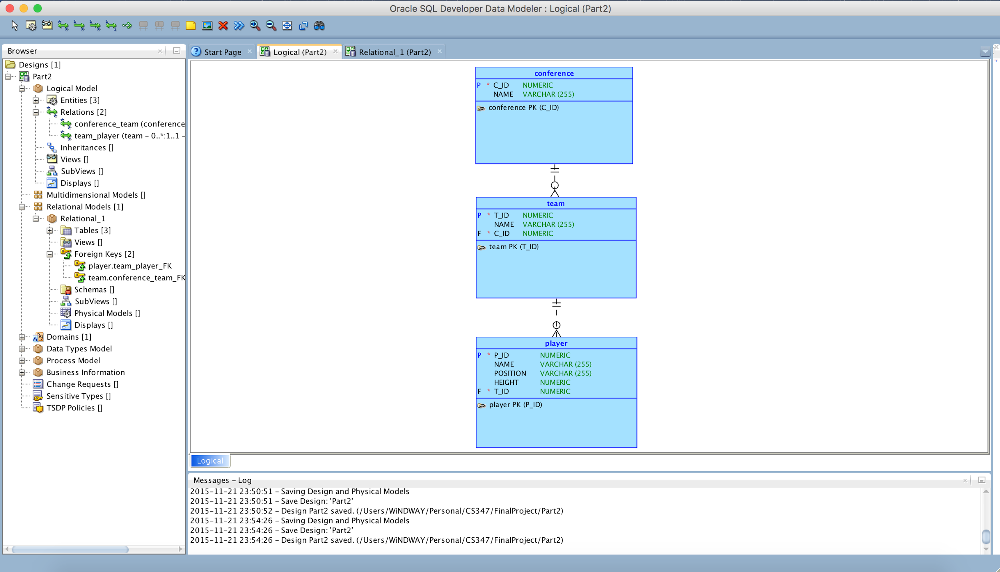 Oracle SQL Developer Data Modeler : Logical (Part2)
Browser
Designs [1]
Part2
Logical Model
Entities [3]
Relations [2]
conference_team (conference
team_player (team – 0..*:1..1 –
Inheritances []
Views []
SubViews []
Displays []
Multidimensional Models []
Relational Models [1]
Relational_1
Tables [3]
Views []
Foreign Keys [2]
player.team_player_FK
team.conference_team_FK
Schemas []
SubViews []
Physical Models []
Displays []
Domains [1]
Data Types Model
Process Model
Business Information
Change Requests []
Sensitive Types []
TSDP Policies []
Start Page
Logical (Part2)
Relational_1 (Part2)
conference
P * C_ID NUMERIC
NAME VARCHAR (255)
conference PK (C_ID)
team
P * T_ID NUMERIC
NAME VARCHAR (255)
F * C_ID NUMERIC
team PK (T_ID)
player
P * P_ID NUMERIC
NAME VARCHAR (255)
POSITION VARCHAR (255)
HEIGHT NUMERIC
F * T_ID NUMERIC
player PK (P_ID)
Logical
Messages – Log
2015-11-21 23:50:51 – Saving Design and Physical Models
2015-11-21 23:50:51 – Save Design: 'Part2'
2015-11-21 23:50:52 – Design Part2 saved. (/Users/WiNDWAY/Personal/CS347/FinalProject/Part2)
2015-11-21 23:54:26 – Saving Design and Physical Models
2015-11-21 23:54:26 – Save Design: 'Part2'
2015-11-21 23:54:26 – Design Part2 saved. (/Users/WiNDWAY/Personal/CS347/FinalProject/Part2)